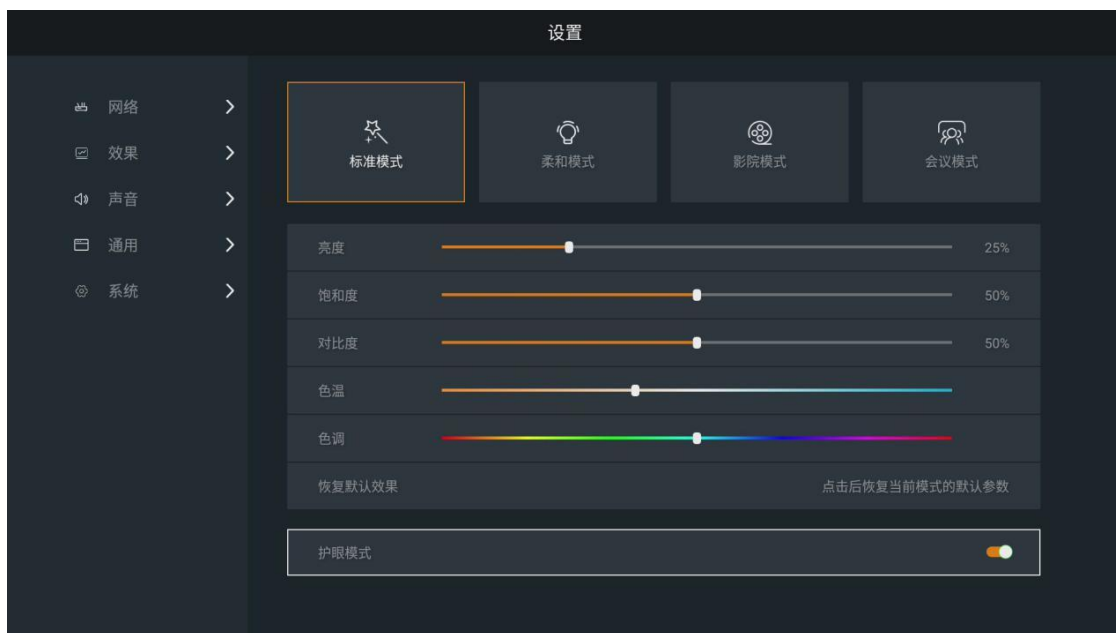 设置
网络
效果
声音
通用
系统
标准模式
柔和模式
影院模式
会议模式
亮度 25%
饱和度 50%
对比度 50%
色温
色调
恢复默认效果 点击后恢复当前模式的默认参数
护眼模式